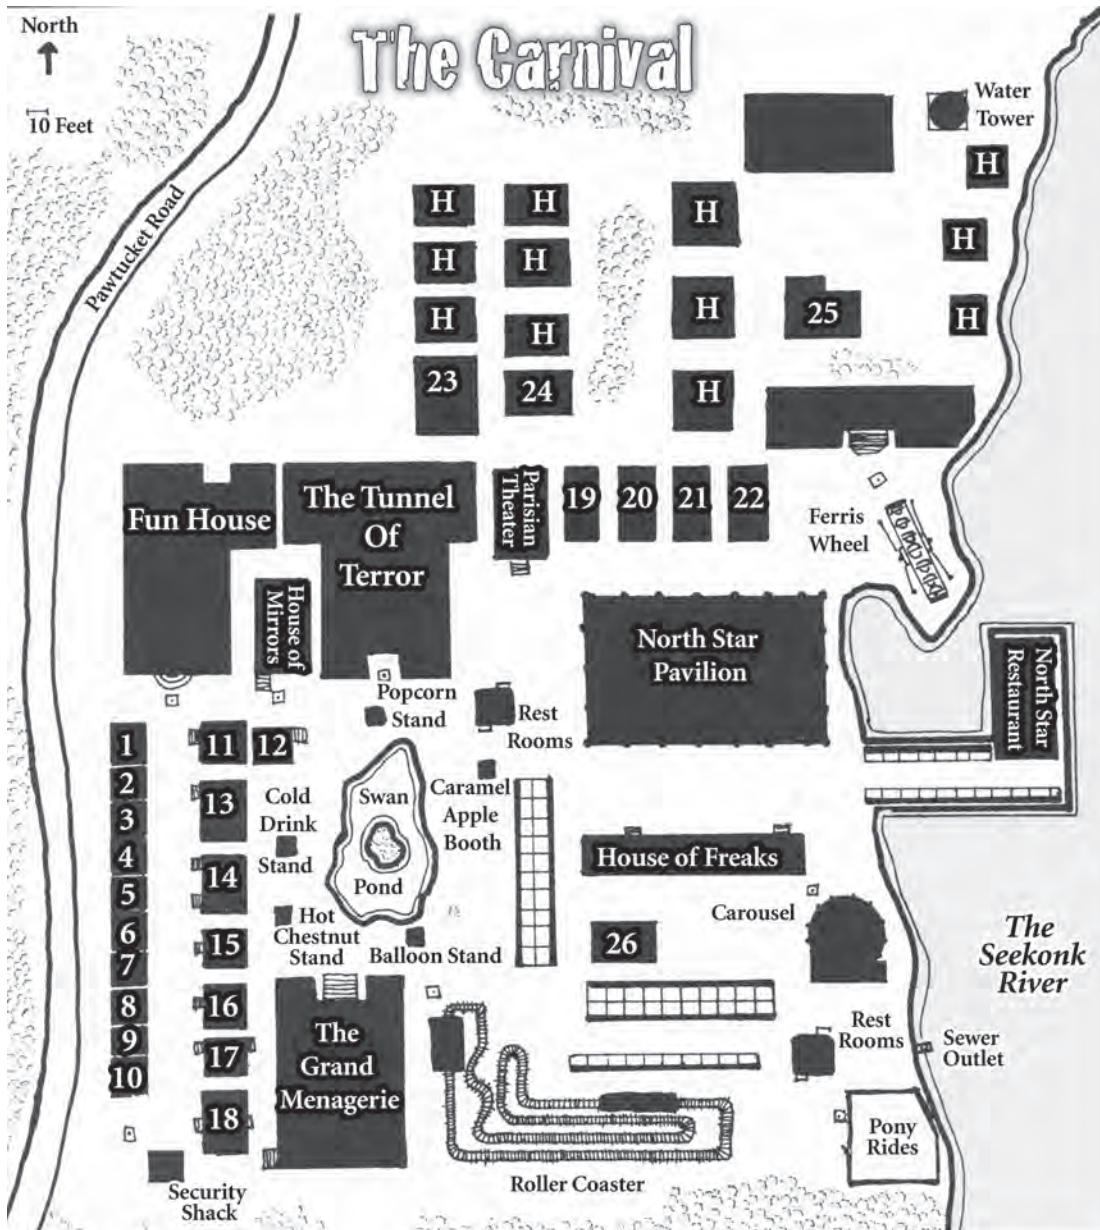 The Carnival
North
10 Feet
Water
Tower
Pawtucket Road
H
H
H
H
H
H
H
H
H
H
H
H
25
23
24
Fun House
The Tunnel
Of
Terror
Parisian
Theater
19
20
21
22
Ferris
Wheel
House of
Mirrors
North Star
Pavilion
North Star
Restaurant
Popcorn
Stand
Rest
Rooms
1
2
3
4
5
6
7
8
9
10
11
12
13
14
15
16
17
18
Cold
Drink
Stand
Swan
Pond
Caramel
Apple
Booth
House of Freaks
Hot
Chestnut
Stand
Balloon Stand
26
Carousel
The
Seekonk
River
The
Grand
Menagerie
Rest
Rooms
Sewer
Outlet
Pony
Rides
Roller Coaster
Security
Shack